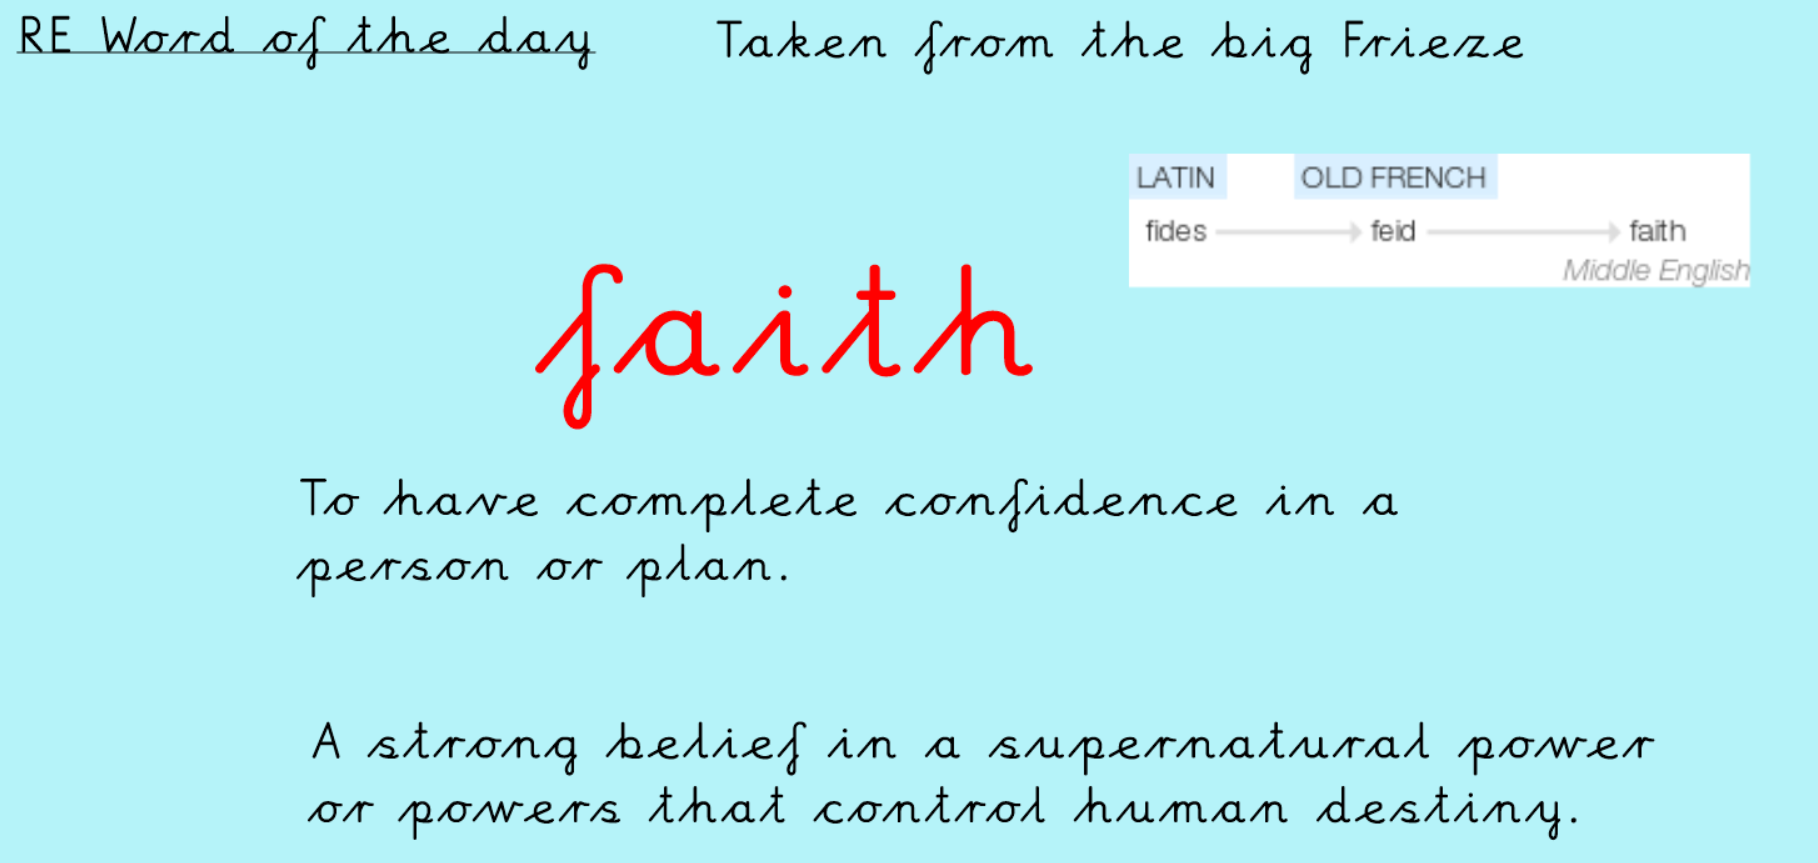 RE Word of the day
Taken from the big Frieze
LATIN OLD FRENCH
fides feid faith
Middle English
faith
To have complete confidence in a
person or plan.
A strong belief in a supernatural power
or powers that control human destiny.